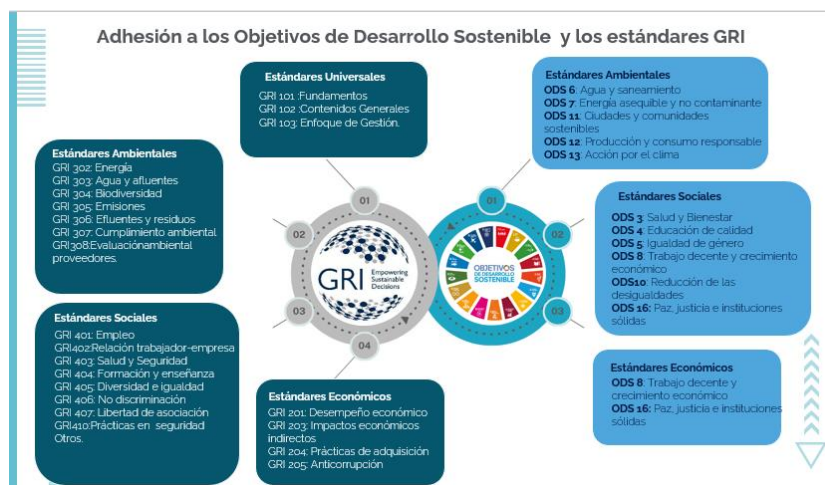 Adhesión a los Objetivos de Desarrollo Sostenible y los estándares GRI
Estándares Universales
GRI 101 :Fundamentos
GRI 102 :Contenidos Generales
GRI 103: Enfoque de Gestión.
Estándares Ambientales
GRI 302: Energía
GRI 303: Agua y afluentes
GRI 304: Biodiversidad
GRI 305: Emisiones
GRI 306: Efluentes y residuos
GRI 307: Cumplimiento ambiental
GRI308:Evaluaciónambiental
proveedores.
Estándares Sociales
GRI 401: Empleo
GRI402:Relación trabajador-empresa
GRI 403: Salud y Seguridad
GRI 404: Formación y enseñanza
GRI 405: Diversidad e igualdad
GRI 406: No discriminación
GRI 407: Libertad de asociación
GRI410:Prácticas en seguridad
Otros.
Estándares Económicos
GRI 201: Desempeño económico
GRI 203: Impactos económicos
indirectos
GRI 204: Prácticas de adquisición
GRI 205: Anticorrupción
01
02
03
04
GRI
Empowering
Sustainable
Decisions
01
02
03
OBJETIVOS
DE DESARROLLO
SOSTENIBLE
Estándares Ambientales
ODS 6: Agua y saneamiento
ODS 7: Energía asequible y no contaminante
ODS 11: Ciudades y comunidades
sostenibles
ODS 12: Producción y consumo responsable
ODS 13: Acción por el clima
Estándares Sociales
ODS 3: Salud y Bienestar
ODS 4: Educación de calidad
ODS 5: Igualdad de género
ODS 8: Trabajo decente y crecimiento
económico
ODS10: Reducción de las
desigualdades
ODS 16: Paz, justicia e instituciones
sólidas
Estándares Económicos
ODS 8: Trabajo decente y
crecimiento económico
ODS 16: Paz, justicia e instituciones
sólidas